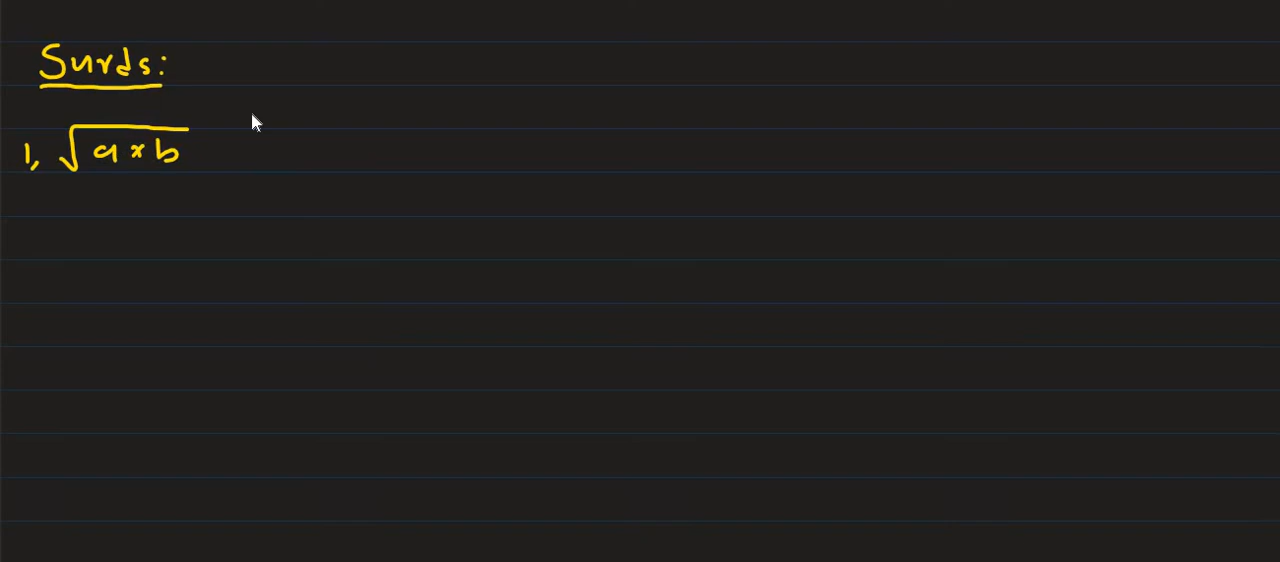 Surds:
1, √(a × b)